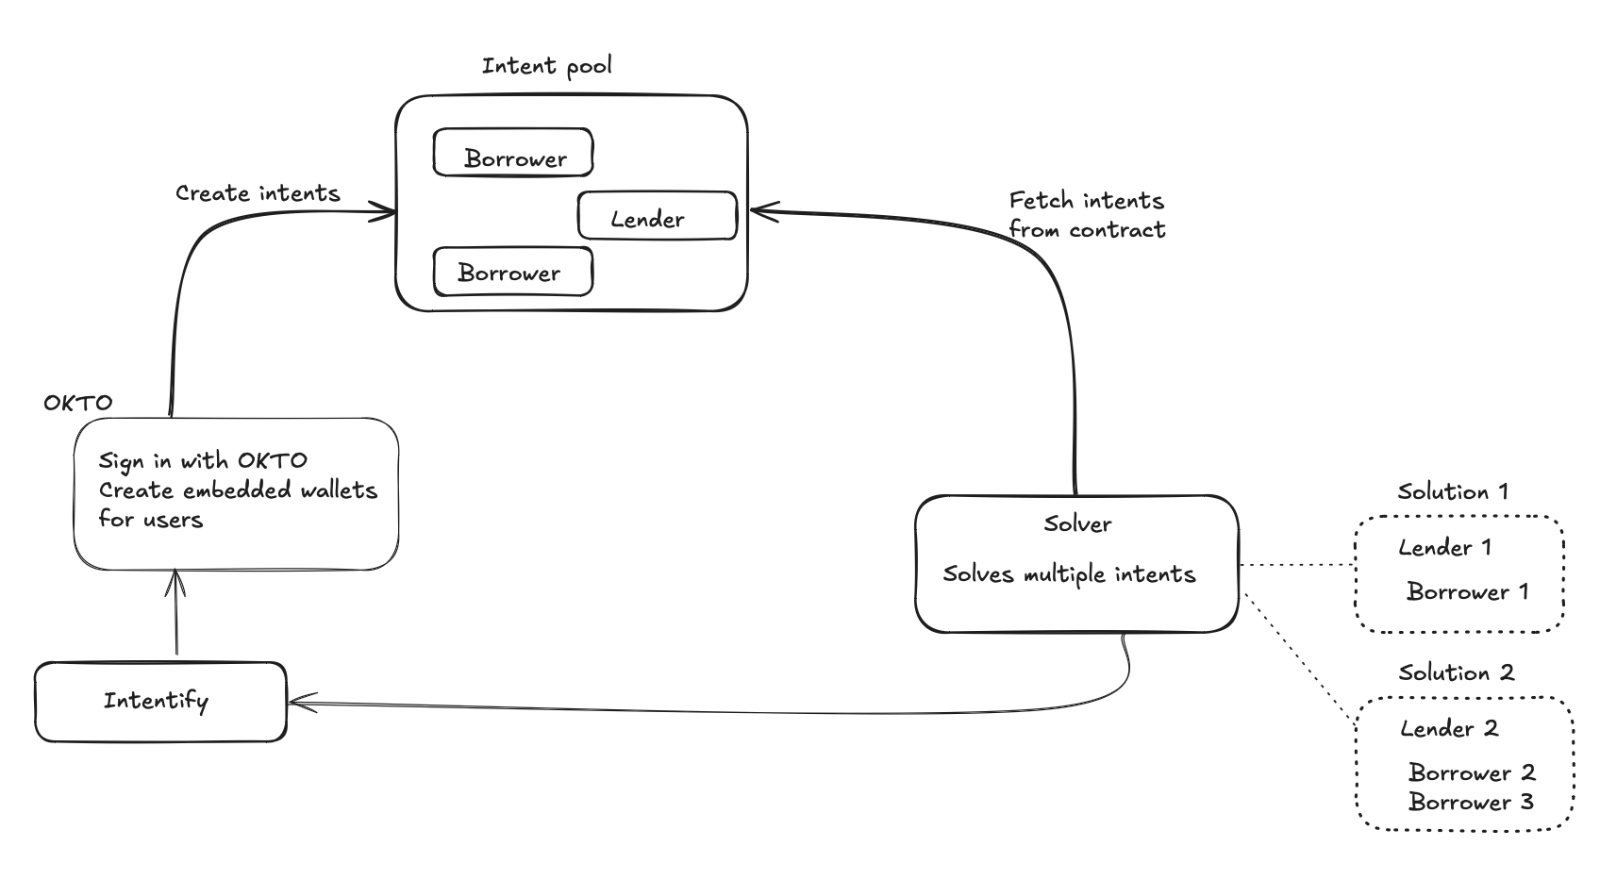 Intent pool
Borrower
Lender
Borrower
Create intents
Fetch intents
from contract
OKTO
Sign in with OKTO
Create embedded wallets
for users
Intentify
Solver
Solves multiple intents
Solution 1
Lender 1
Borrower 1
Solution 2
Lender 2
Borrower 2
Borrower 3